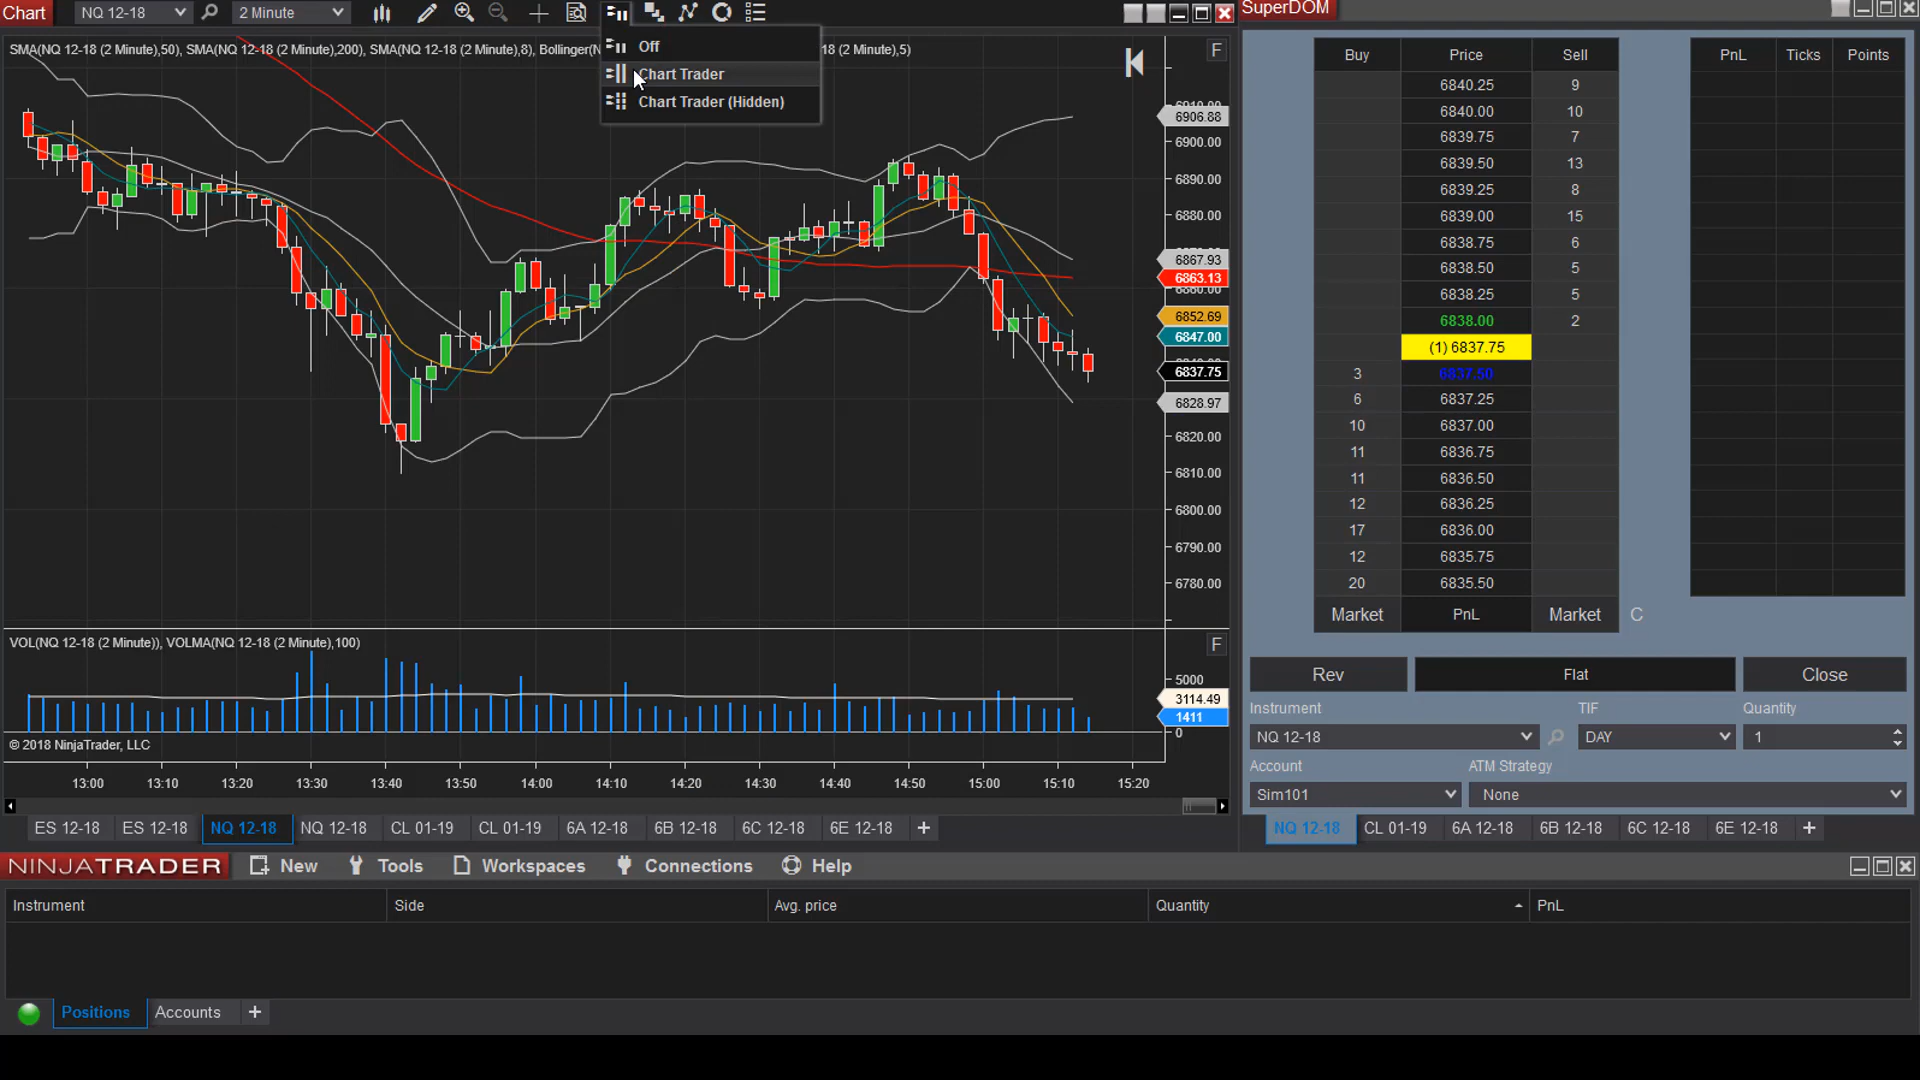 Chart NQ 12-18 2 Minute
SuperDOM
SMA(NQ 12-18 (2 Minute),50), SMA(NQ 12-18 (2 Minute),200), SMA(NQ 12-18 (2 Minute),8), Bollinger(N
18 (2 Minute),5)
F
Off
Chart Trader
Chart Trader (Hidden)
6906.88
6900.00
6890.00
6880.00
6867.93
6863.13
6860.00
6852.69
6847.00
6837.75
6828.97
6820.00
6810.00
6800.00
6790.00
6780.00
VOL(NQ 12-18 (2 Minute)), VOLMA(NQ 12-18 (2 Minute),100)
F
5000
3114.49
1411
0
© 2018 NinjaTrader, LLC
13:00 13:10 13:20 13:30 13:40 13:50 14:00 14:10 14:20 14:30 14:40 14:50 15:00 15:10 15:20
ES 12-18 ES 12-18 NQ 12-18 NQ 12-18 CL 01-19 CL 01-19 6A 12-18 6B 12-18 6C 12-18 6E 12-18 +
Buy Price Sell
6840.25 9
6840.00 10
6839.75 7
6839.50 13
6839.25 8
6839.00 15
6838.75 6
6838.50 5
6838.25 5
6838.00 2
(1) 6837.75
3 6837.50
6 6837.25
10 6837.00
11 6836.75
11 6836.50
12 6836.25
17 6836.00
12 6835.75
20 6835.50
Market PnL Market C
PnL Ticks Points
Rev Flat Close
Instrument TIF Quantity
NQ 12-18 DAY 1
Account ATM Strategy
Sim101 None
NQ 12-18 CL 01-19 6A 12-18 6B 12-18 6C 12-18 6E 12-18 +
NINJATRADER New Tools Workspaces Connections Help
Instrument Side Avg. price Quantity PnL
Positions Accounts +